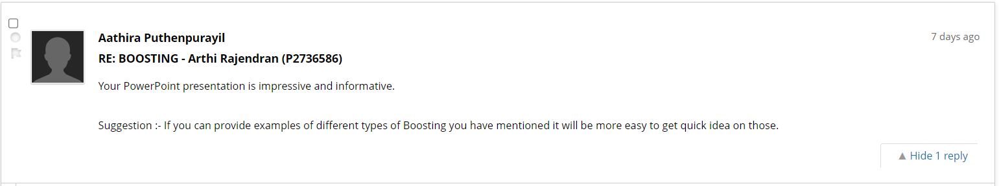 Aathira Puthenpurayil
7 days ago
RE: BOOSTING - Arthi Rajendran (P2736586)
Your PowerPoint presentation is impressive and informative.
Suggestion :- If you can provide examples of different types of Boosting you have mentioned it will be more easy to get quick idea on those.
▲ Hide 1 reply